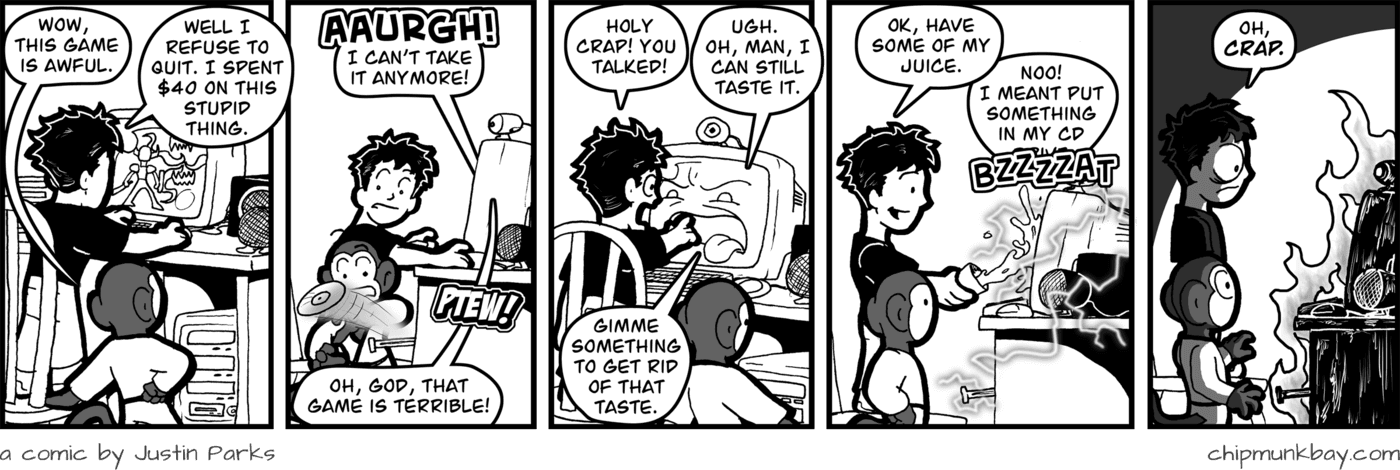 WOW,
THIS GAME
IS AWFUL.
WELL I
REFUSE TO
QUIT. I SPENT
$40 ON THIS
STUPID
THING.
AAURGH!
I CAN'T TAKE
IT ANYMORE!
PTEW!
OH, GOD, THAT
GAME IS TERRIBLE!
HOLY
CRAP! YOU
TALKED!
UGH.
OH, MAN, I
CAN STILL
TASTE IT.
GIMME
SOMETHING
TO GET RID
OF THAT
TASTE.
OK, HAVE
SOME OF MY
JUICE.
NOO!
I MEANT PUT
SOMETHING
IN MY CD
BZZZZAT
OH,
CRAP.
a comic by Justin Parks
chipmunkbay.com